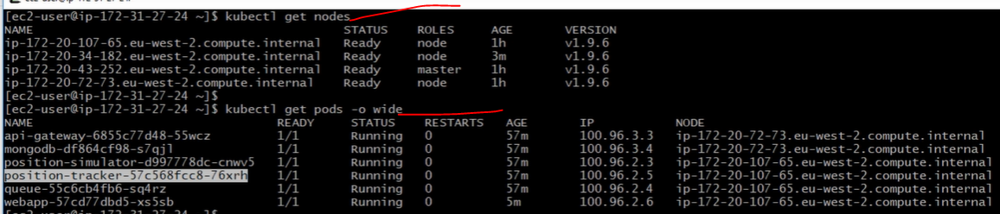 [ec2-user@ip-172-31-27-24 ~]$ kubectl get nodes
NAME STATUS ROLES AGE VERSION
ip-172-20-107-65.eu-west-2.compute.internal Ready node 1h v1.9.6
ip-172-20-34-182.eu-west-2.compute.internal Ready node 3m v1.9.6
ip-172-20-43-252.eu-west-2.compute.internal Ready master 1h v1.9.6
ip-172-20-72-73.eu-west-2.compute.internal Ready node 1h v1.9.6
[ec2-user@ip-172-31-27-24 ~]$
[ec2-user@ip-172-31-27-24 ~]$ kubectl get pods -o wide
NAME READY STATUS RESTARTS AGE IP NODE
api-gateway-6855c77d48-55wcz 1/1 Running 0 57m 100.96.3.3 ip-172-20-72-73.eu-west-2.compute.internal
mongodb-df864cf98-s7qjl 1/1 Running 0 57m 100.96.3.4 ip-172-20-72-73.eu-west-2.compute.internal
position-simulator-d997778dc-cnwv5 1/1 Running 0 57m 100.96.2.3 ip-172-20-107-65.eu-west-2.compute.internal
position-tracker-57c568fcc8-76xrh 1/1 Running 0 57m 100.96.2.5 ip-172-20-107-65.eu-west-2.compute.internal
queue-55c6cb4fb6-sq4rz 1/1 Running 0 57m 100.96.2.4 ip-172-20-107-65.eu-west-2.compute.internal
webapp-57cd77dbd5-xs5sb 1/1 Running 0 5m 100.96.2.6 ip-172-20-107-65.eu-west-2.compute.internal